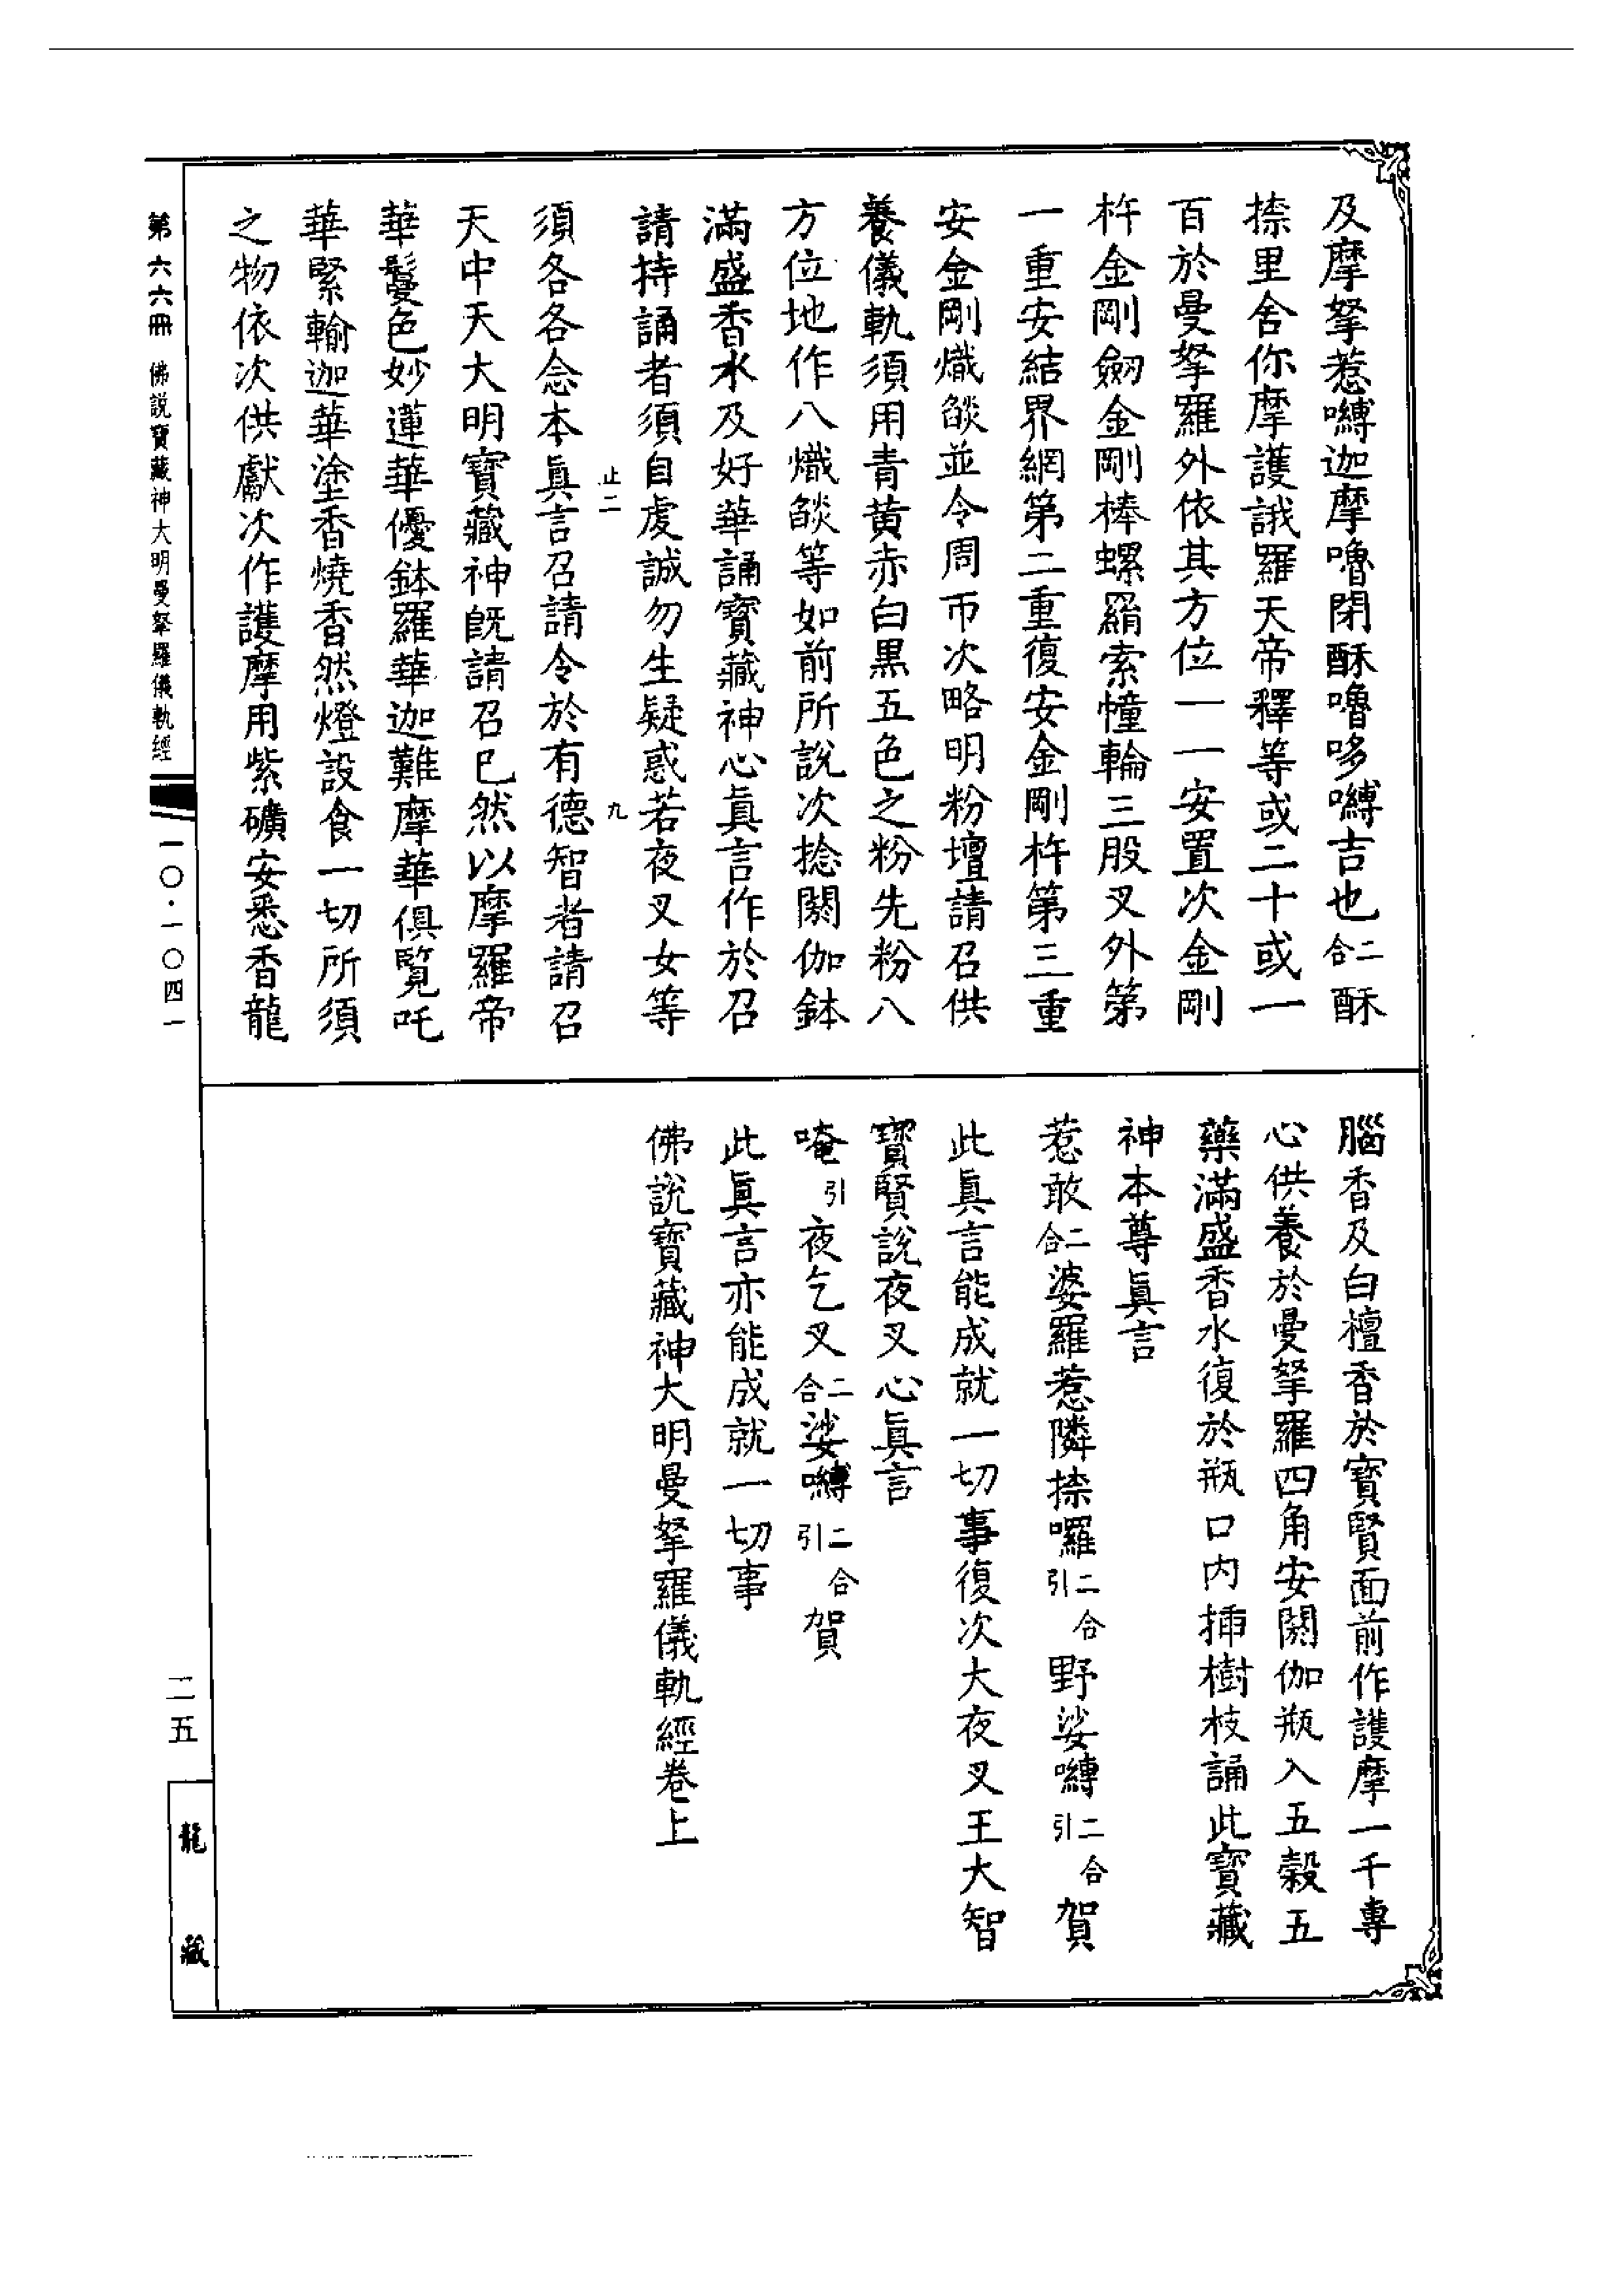 及摩拏惹嚩迦摩嚕閉酥嚕哆嚩吉也二合酥
捺里舍你摩護誐羅天帝釋等或二十或一
百於曼拏羅外依其方位一一安置次金剛
杵金剛劒金剛棒螺羂索幢輪三股叉外第
一重安結界網第二重復安金剛杵第三重
安金剛熾燄並令周帀次略明粉壇請召供
養儀軌須用青黃赤白黑五色之粉先粉八
方位地作八熾燄等如前所說次捻閼伽鉢
滿盛香水及好華誦寶藏神心眞言作於召
請持誦者須自虔誠勿生疑惑若夜叉女等
止二 九
須各各念本眞言召請令於有德智者請召
天中天大明寶藏神旣請召已然以摩羅帝
華鬘色妙蓮華優鉢羅華迦難摩華俱覽吒
華緊輸迦華塗香燒香然燈設食一切所須
之物依次供獻次作護摩用紫礦安悉香龍
腦香及白檀香於寶賢面前作護摩一千專
心供養於曼拏羅四角安閼伽瓶入五穀五
藥滿盛香水復於瓶口內揷樹枝誦此寶藏
神本尊眞言
惹敢二合婆羅惹隣捺囉二合引野娑嚩二合引賀
此眞言能成就一切事復次大夜叉王大智
寶賢說夜叉心眞言
唵引夜乞叉二合娑嚩二合引賀
此眞言亦能成就一切事
佛說寶藏神大明曼拏羅儀軌經卷上
第六六冊 佛説寶藏神大明曼拏羅儀軌經
一〇·一〇四一
二五
龍藏